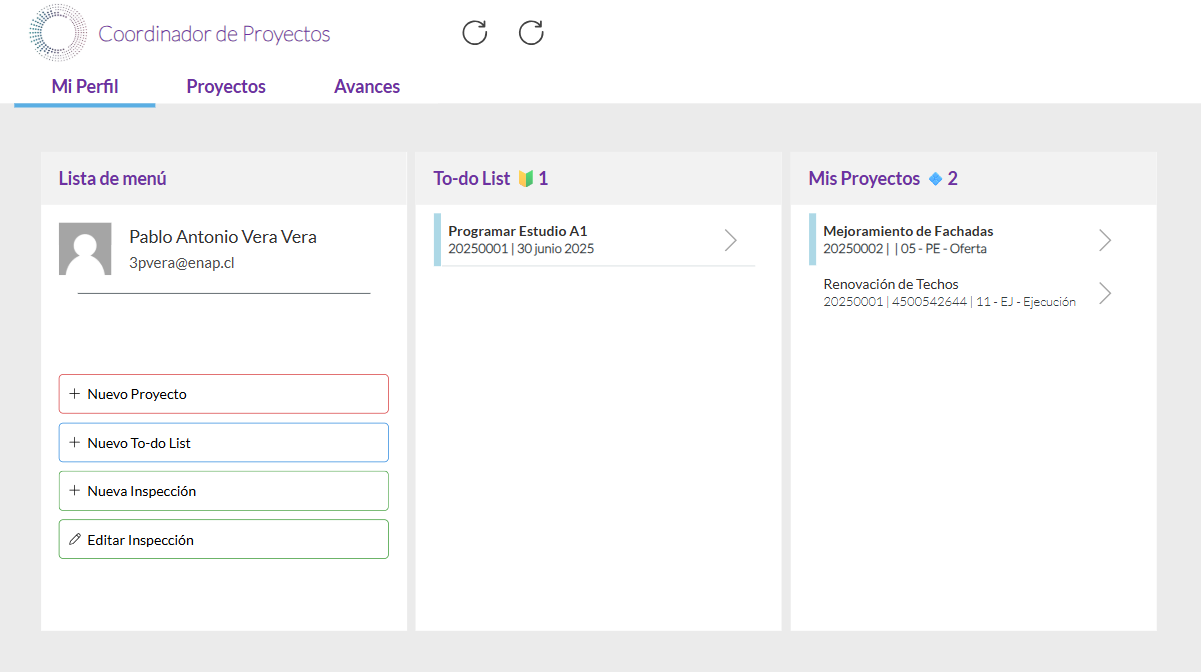 Coordinador de Proyectos
Mi Perfil
Proyectos
Avances
Lista de menú
Pablo Antonio Vera Vera
3pvera@enap.cl
+ Nuevo Proyecto
+ Nuevo To-do List
+ Nueva Inspección
Editar Inspección
To-do List 🔰 1
Programar Estudio A1
20250001 | 30 junio 2025
Mis Proyectos 🔹 2
Mejoramiento de Fachadas
20250002 | | 05 - PE - Oferta
Renovación de Techos
20250001 | 4500542644 | 11 - EJ - Ejecución